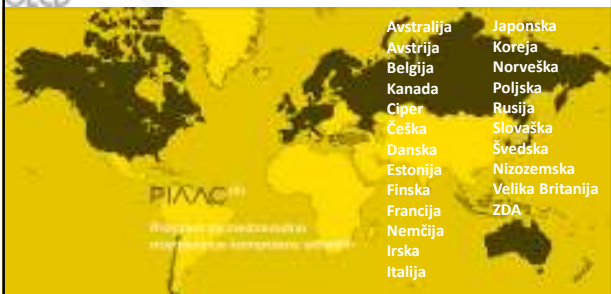 OECD
PIAAC
Avstralija
Avstrija
Belgija
Kanada
Ciper
Češka
Danska
Estonija
Finska
Francija
Nemčija
Irska
Italija
Japonska
Koreja
Norveška
Poljska
Rusija
Slovaška
Švedska
Nizozemska
Velika Britanija
ZDA